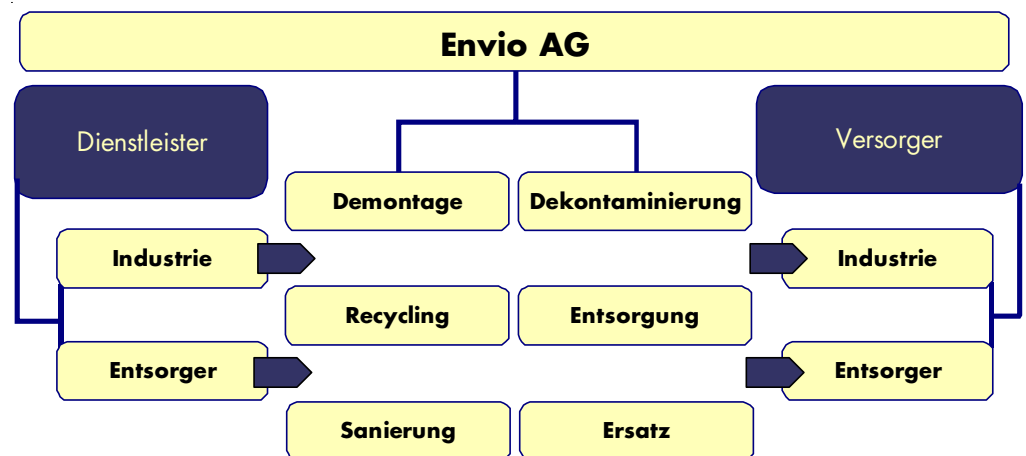 Envio AG
Dienstleister
Versorger
Demontage
Dekontaminierung
Industrie
Industrie
Recycling
Entsorgung
Entsorger
Entsorger
Sanierung
Ersatz